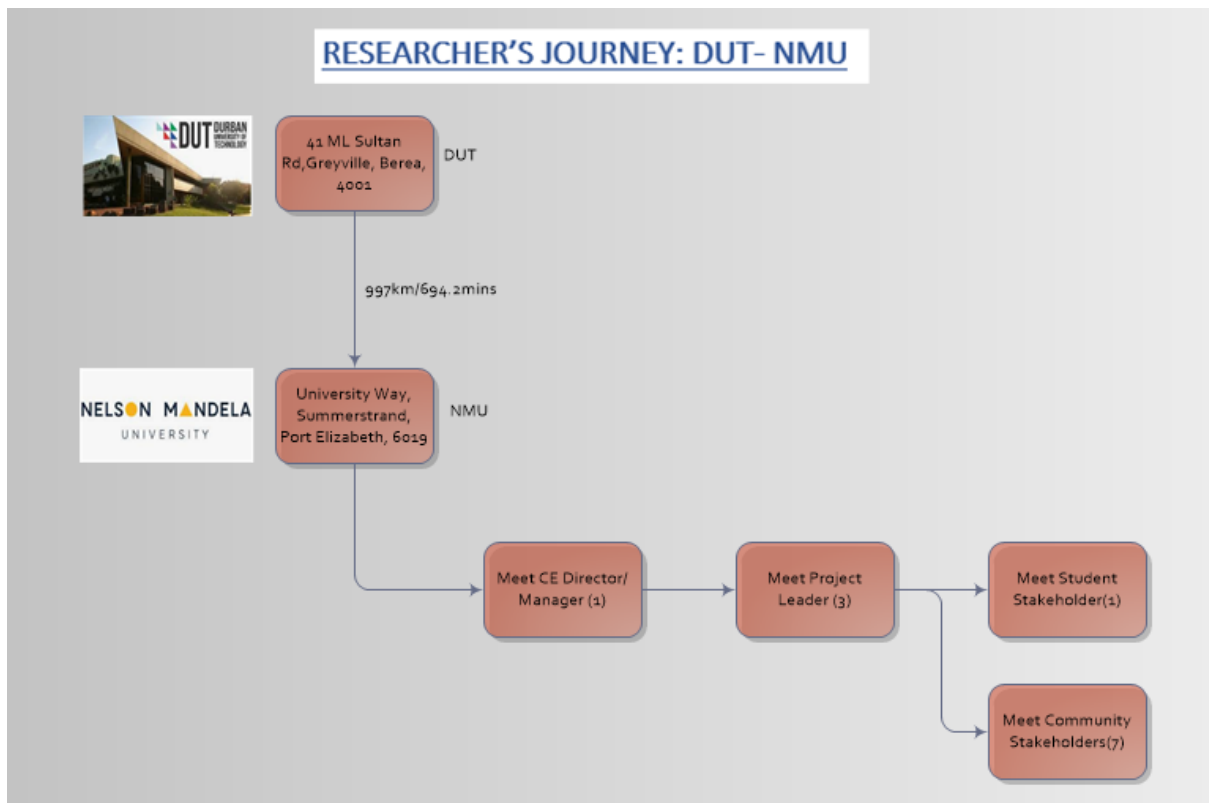 RESEARCHER'S JOURNEY: DUT- NMU
DUT DURBAN
UNIVERSITY OF
TECHNOLOGY
41 ML Sultan
Rd,Greyville, Berea,
4001
DUT
997km/694.2mins
NELSON MANDELA
UNIVERSITY
University Way,
Summerstrand,
Port Elizabeth, 6019
NMU
Meet CE Director/
Manager (1)
Meet Project
Leader (3)
Meet Student
Stakeholder(1)
Meet Community
Stakeholders(7)